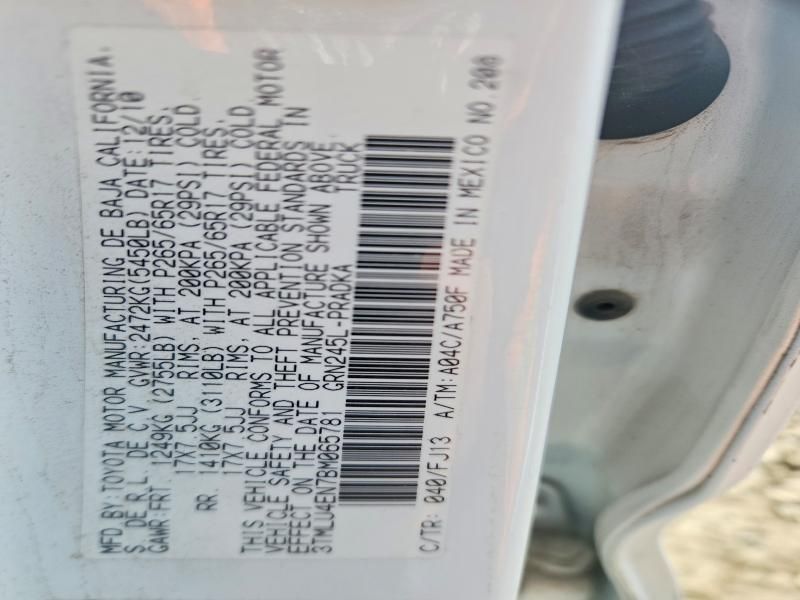 MFD.BY:TOYOTA MOTOR MANUFACTURING DE BAJA CALIFORNIA.
S. DE R.L. DE C.V. GVWR:2472KG(5450LB) DATE:12/10
GAWR:FRT. 1249KG (2755LB) WITH P265/65R17 TIRES.
17X7.5JJ RIMS, AT 200KPA (29PSI) COLD.
RR. 1410KG (3110LB) WITH P265/65R17 TIRES.
17X7.5JJ RIMS, AT 200KPA (29PSI) COLD.
THIS VEHICLE CONFORMS TO ALL APPLICABLE FEDERAL MOTOR
VEHICLE SAFETY AND THEFT PREVENTION STANDARDS IN
EFFECT ON THE DATE OF MANUFACTURE SHOWN ABOVE.
3TMLU4EN7BM065781 GRN245L-PRADKA TRUCK
C/TR: 040/FJ13 A/TM:A04C/A750F MADE IN MEXICO NO.208